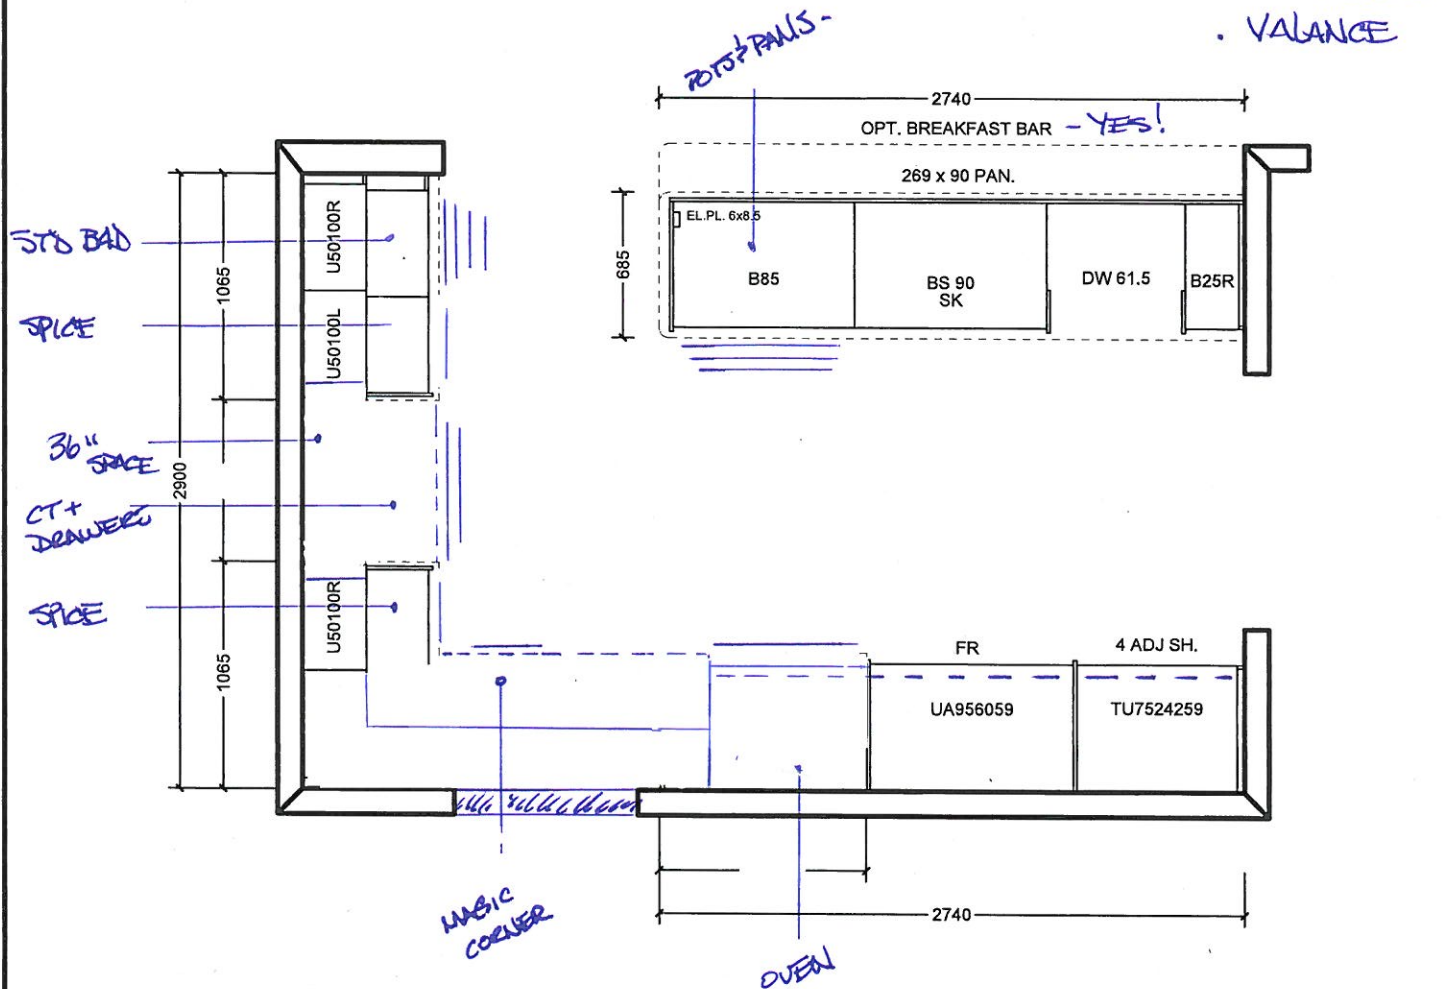 . VALANCE
POTS & PANS -
2740
OPT. BREAKFAST BAR - YES!
269 x 90 PAN.
EL.PL. 6x8.5
685
B85
BS 90
SK
DW 61.5
B25R
U50100R
1065
STD B4D
U50100L
SPICE
36"
SPACE
2900
CT +
DRAWERS
U50100R
SPICE
1065
FR
4 ADJ SH.
UA956059
TU7524259
MAGIC
CORNER
2740
OVEN